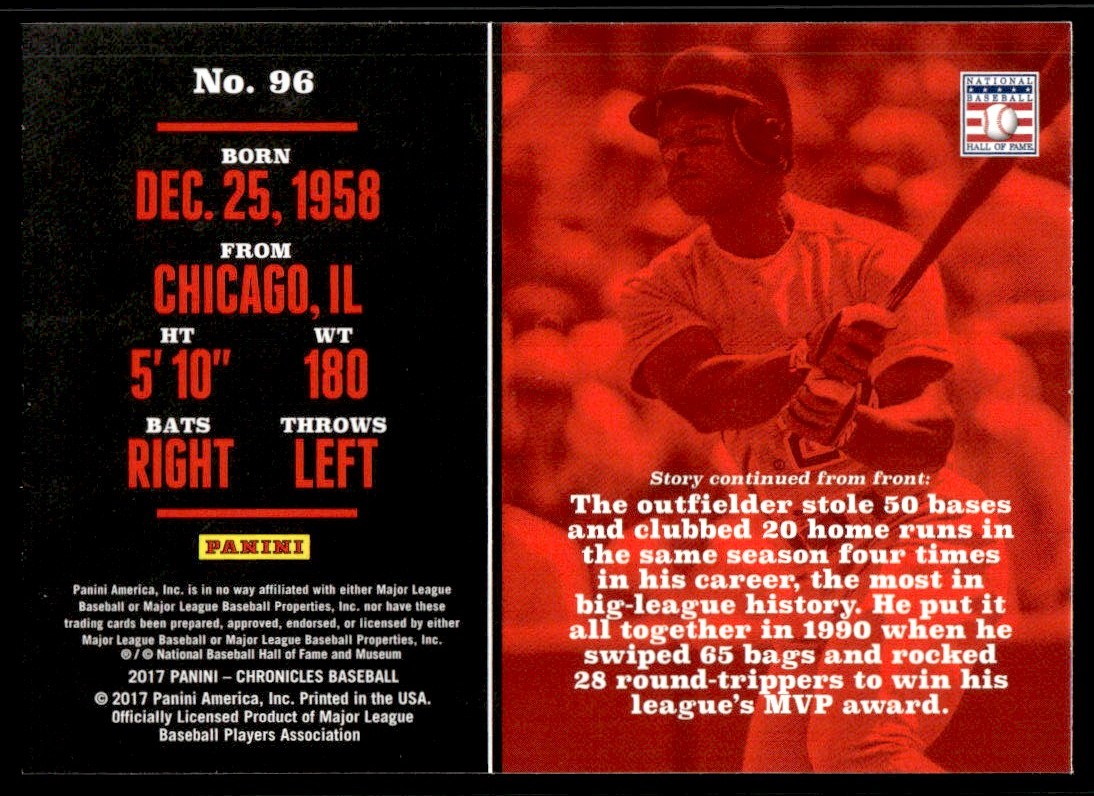 No. 96
BORN
DEC. 25, 1958
FROM
CHICAGO, IL
HT WT
5' 10" 180
BATS THROWS
RIGHT LEFT
PANINI
Panini America, Inc. is in no way affiliated with either Major League
Baseball or Major League Baseball Properties, Inc. nor have these
trading cards been prepared, approved, endorsed, or licensed by either
Major League Baseball or Major League Baseball Properties, Inc.
® / © National Baseball Hall of Fame and Museum
2017 PANINI – CHRONICLES BASEBALL
© 2017 Panini America, Inc. Printed in the USA.
Officially Licensed Product of Major League
Baseball Players Association
NATIONAL
BASEBALL
HALL OF FAME
Story continued from front:
The outfielder stole 50 bases
and clubbed 20 home runs in
the same season four times
in his career, the most in
big-league history. He put it
all together in 1990 when he
swiped 65 bags and rocked
28 round-trippers to win his
league's MVP award.